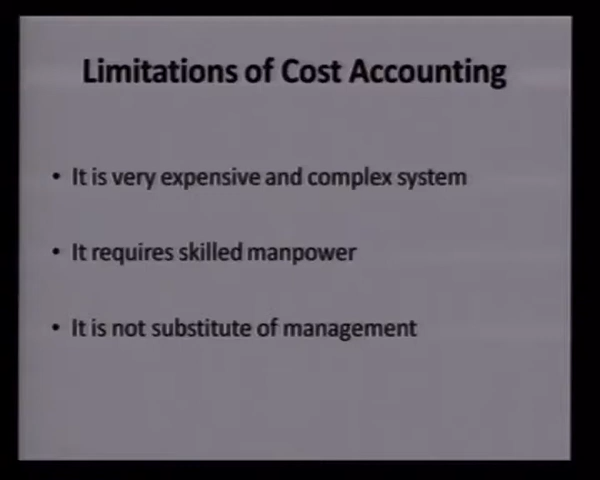 Limitations of Cost Accounting
• It is very expensive and complex system
• It requires skilled manpower
• It is not substitute of management